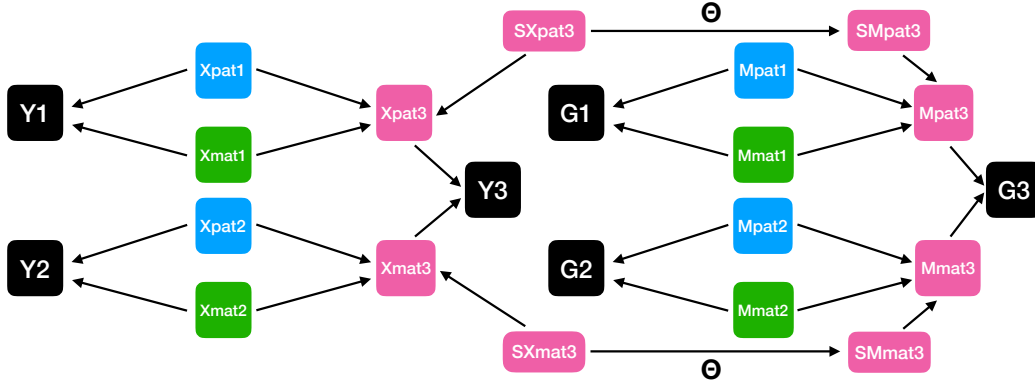 Θ
SXpat3
SMpat3
Xpat1
Mpat1
Y1
Xpat3
G1
Mpat3
Xmat1
Mmat1
Y3
G3
Xpat2
Mpat2
Y2
Xmat3
G2
Mmat3
Xmat2
Mmat2
SXmat3
SMmat3
Θ